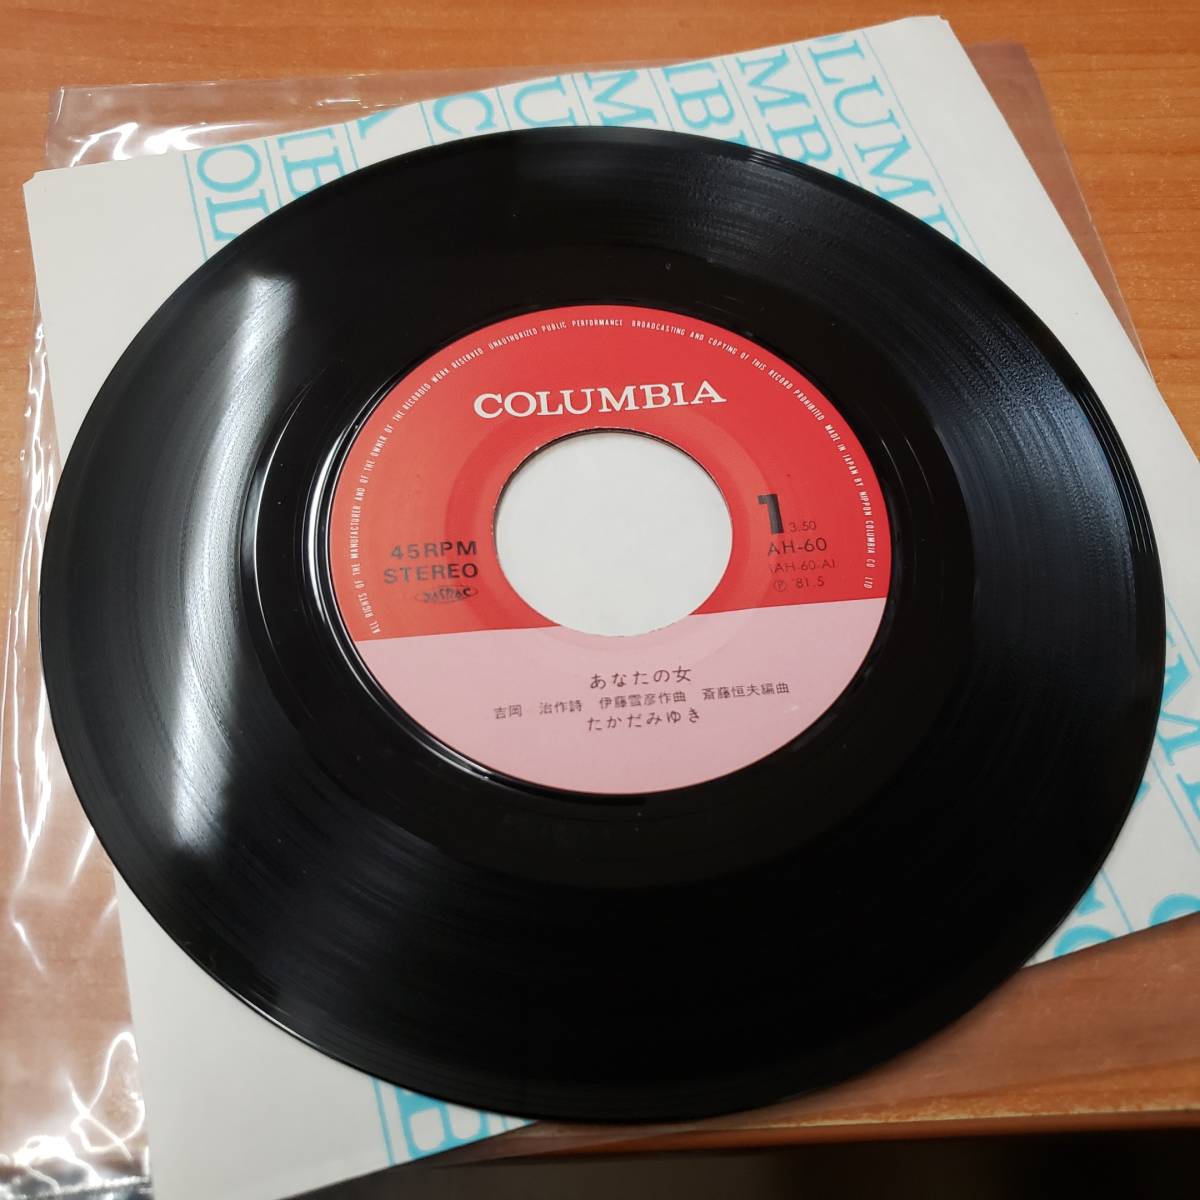 ALL RIGHTS OF THE MANUFACTURER AND OF THE OWNER OF THE RECORDED WORK RESERVED UNAUTHORIZED PUBLIC PERFORMANCE BROADCASTING AND COPYING OF THIS RECORD PROHIBITED MADE IN JAPAN BY NIPPON COLUMBIA CO LTD
COLUMBIA
1
3.50
45RPM
STEREO
JASRAC
AH-60
Ⓟ '81.5
あなたの女
吉岡 治作詩 伊藤雪彦作曲 斎藤恒夫編曲
たかだみゆき